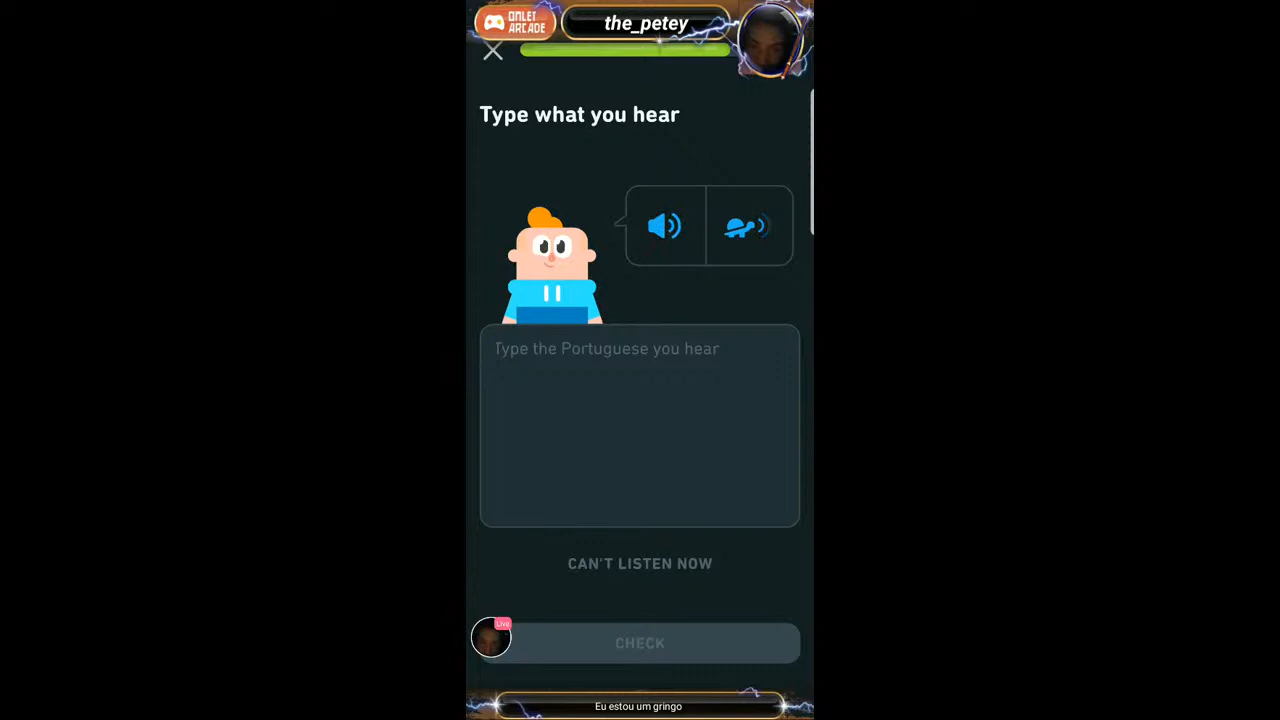 OMLET
ARCADE
the_petey
Type what you hear
Type the Portuguese you hear
CAN'T LISTEN NOW
Live
CHECK
Eu estou um gringo